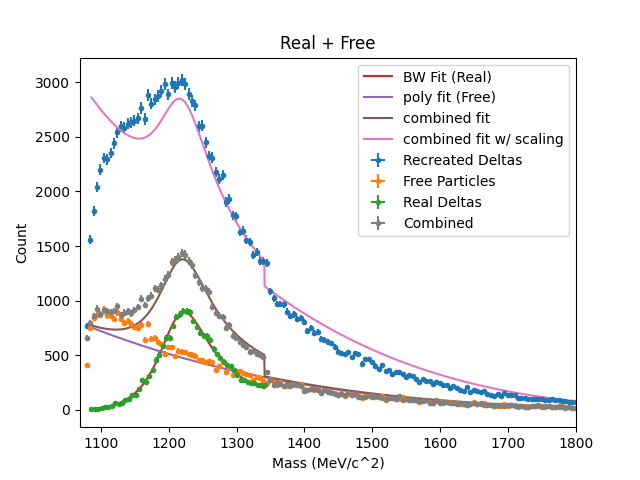 Real + Free
BW Fit (Real)
poly fit (Free)
combined fit
combined fit w/ scaling
Recreated Deltas
Free Particles
Real Deltas
Combined
3000
2500
2000
1500
1000
500
0
Count
1100 1200 1300 1400 1500 1600 1700 1800
Mass (MeV/c^2)